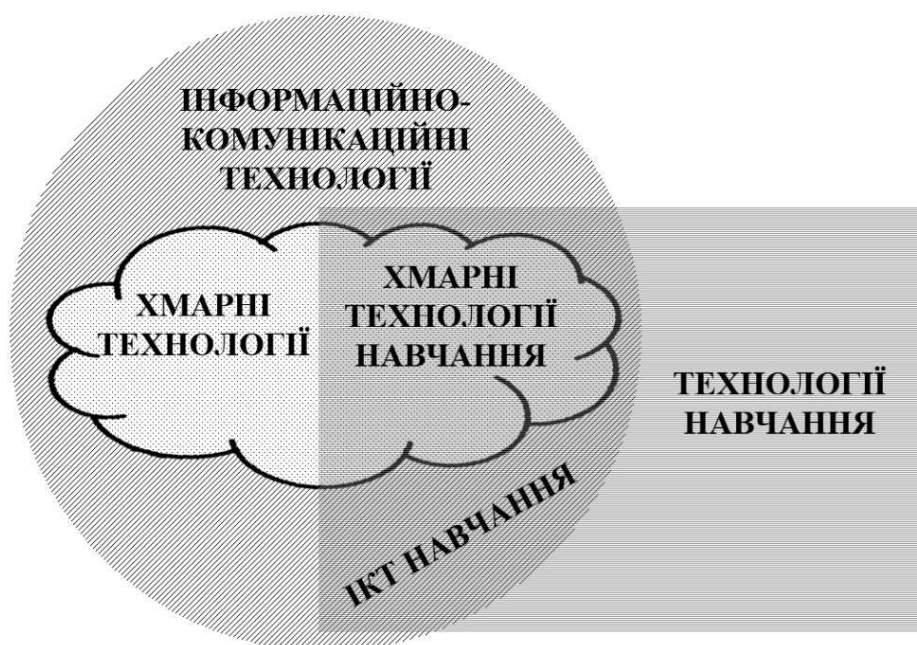 ІНФОРМАЦІЙНО-
КОМУНІКАЦІЙНІ
ТЕХНОЛОГІЇ
ХМАРНІ
ТЕХНОЛОГІЇ
ХМАРНІ
ТЕХНОЛОГІЇ
НАВЧАННЯ
ТЕХНОЛОГІЇ
НАВЧАННЯ
ІКТ НАВЧАННЯ